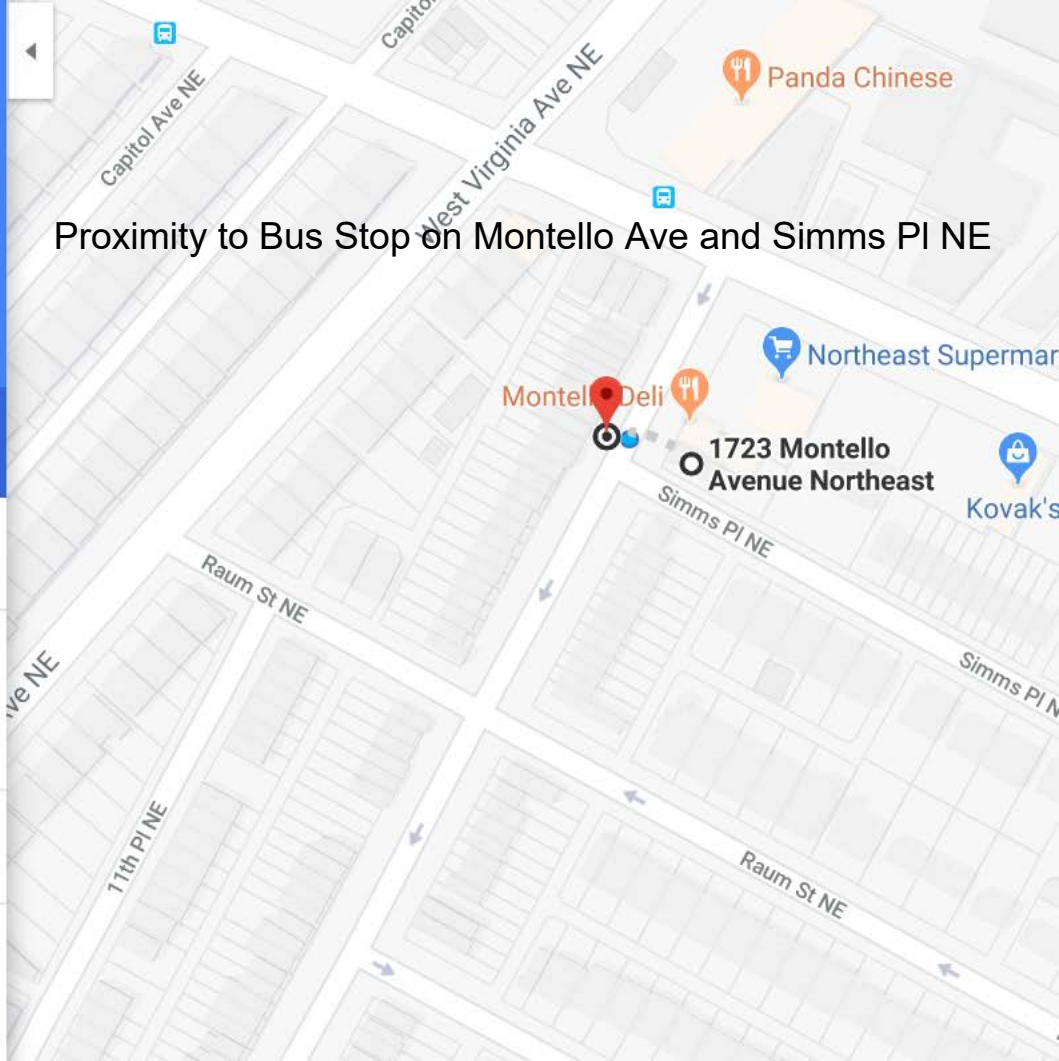 Capitol
Capitol Ave NE
West Virginia Ave NE
Panda Chinese
Proximity to Bus Stop on Montello Ave and Simms Pl NE
Northeast Supermar
Montell Deli
1723 Montello
Avenue Northeast
Kovak's
Simms Pl NE
Raum St NE
Simms Pl N
ve NE
11th Pl NE
Raum St NE